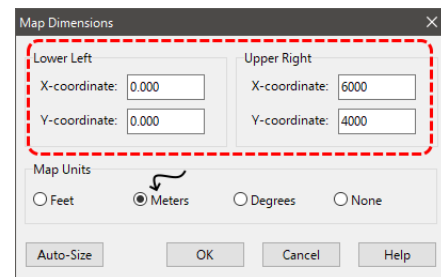 Map Dimensions
Lower Left
Upper Right
X-coordinate: 0.000
X-coordinate: 6000
Y-coordinate: 0.000
Y-coordinate: 4000
Map Units
Feet Meters Degrees None
Auto-Size OK Cancel Help